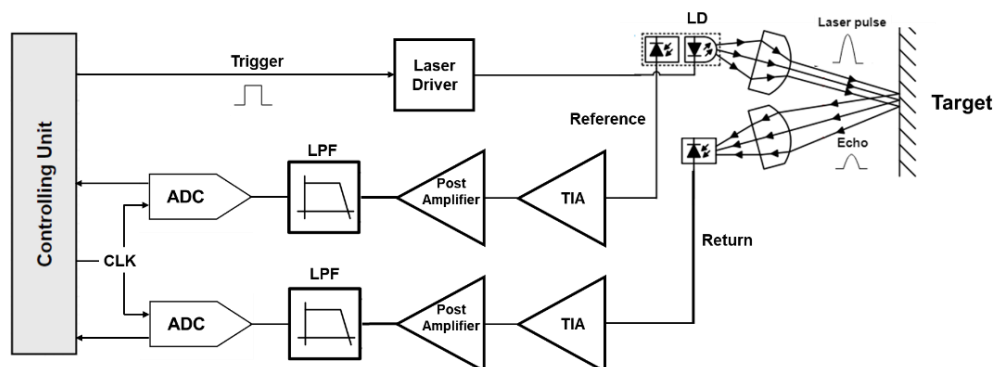 LD
Laser pulse
Trigger
Laser
Driver
Target
Reference
Echo
Controlling Unit
LPF
Post
Amplifier
TIA
ADC
Return
CLK
LPF
Post
Amplifier
TIA
ADC